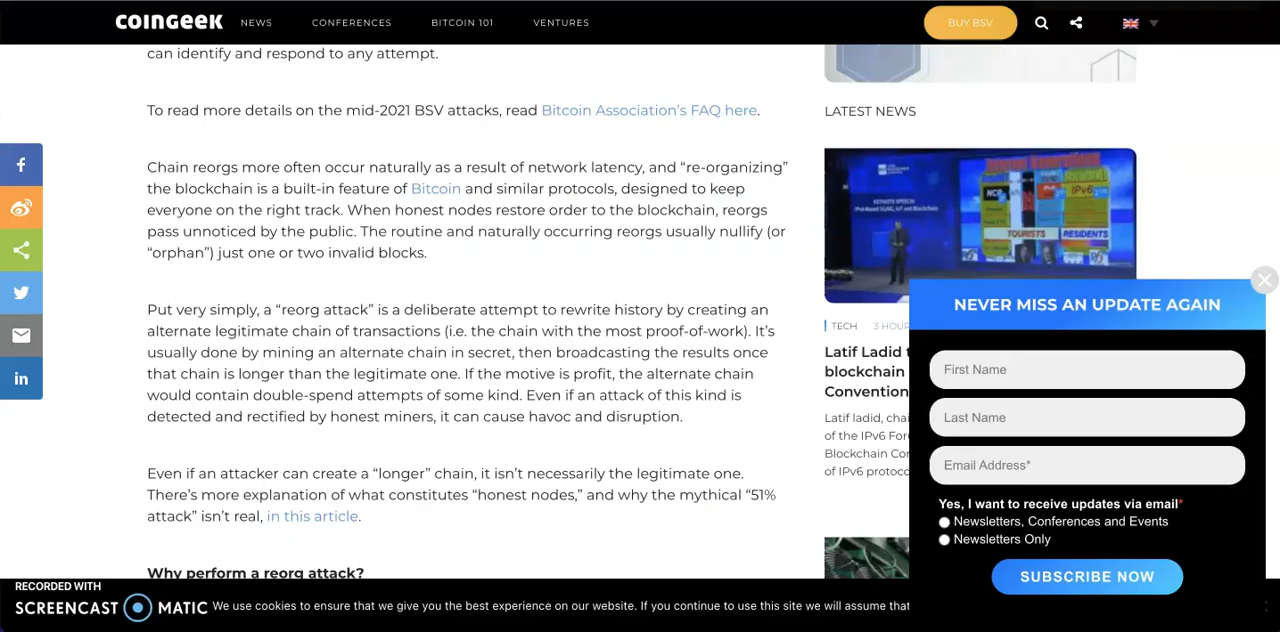 COINGEEK NEWS CONFERENCES BITCOIN 101 VENTURES BUY BSV
can identify and respond to any attempt.
To read more details on the mid-2021 BSV attacks, read Bitcoin Association's FAQ here.
Chain reorgs more often occur naturally as a result of network latency, and “re-organizing”
the blockchain is a built-in feature of Bitcoin and similar protocols, designed to keep
everyone on the right track. When honest nodes restore order to the blockchain, reorgs
pass unnoticed by the public. The routine and naturally occurring reorgs usually nullify (or
“orphan”) just one or two invalid blocks.
Put very simply, a “reorg attack” is a deliberate attempt to rewrite history by creating an
alternate legitimate chain of transactions (i.e. the chain with the most proof-of-work). It's
usually done by mining an alternate chain in secret, then broadcasting the results once
that chain is longer than the legitimate one. If the motive is profit, the alternate chain
would contain double-spend attempts of some kind. Even if an attack of this kind is
detected and rectified by honest miners, it can cause havoc and disruption.
Even if an attacker can create a “longer” chain, it isn't necessarily the legitimate one.
There's more explanation of what constitutes “honest nodes,” and why the mythical “51%
attack” isn't real, in this article.
Why perform a reorg attack?
LATEST NEWS
KEYNOTE SPEECH
NCP
IPv4
IPv6
TOURISTS
RESIDENTS
TECH 3 HOUR
Latif Ladid t
blockchain
Convention
Latif ladid, chai
of the IPv6 For
Blockchain Con
of IPv6 protoco
NEVER MISS AN UPDATE AGAIN
First Name
Last Name
Email Address*
Yes, I want to receive updates via email*
Newsletters, Conferences and Events
Newsletters Only
SUBSCRIBE NOW
RECORDED WITH
SCREENCAST MATIC
We use cookies to ensure that we give you the best experience on our website. If you continue to use this site we will assume that